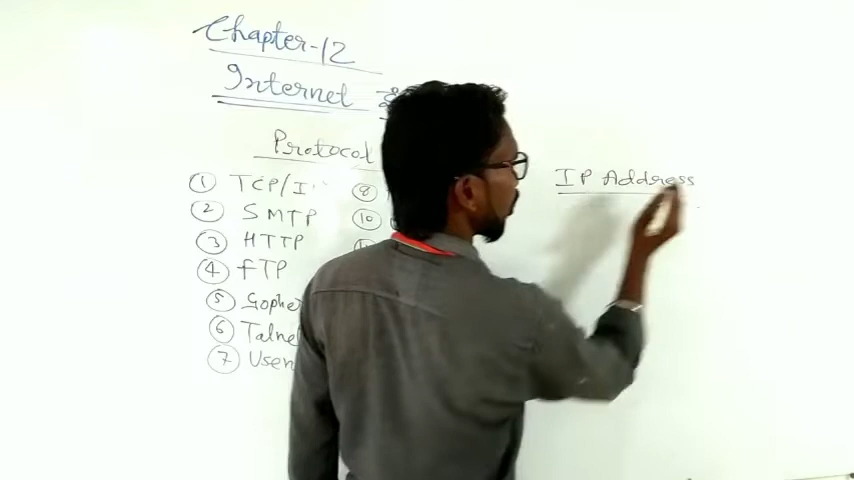 Chapter-12
Internet
Protocol
① TCP/I
② SMTP
③ HTTP
④ FTP
⑤ Gophe
⑥ Talne
⑦ Usen
⑧
⑩
IP Address